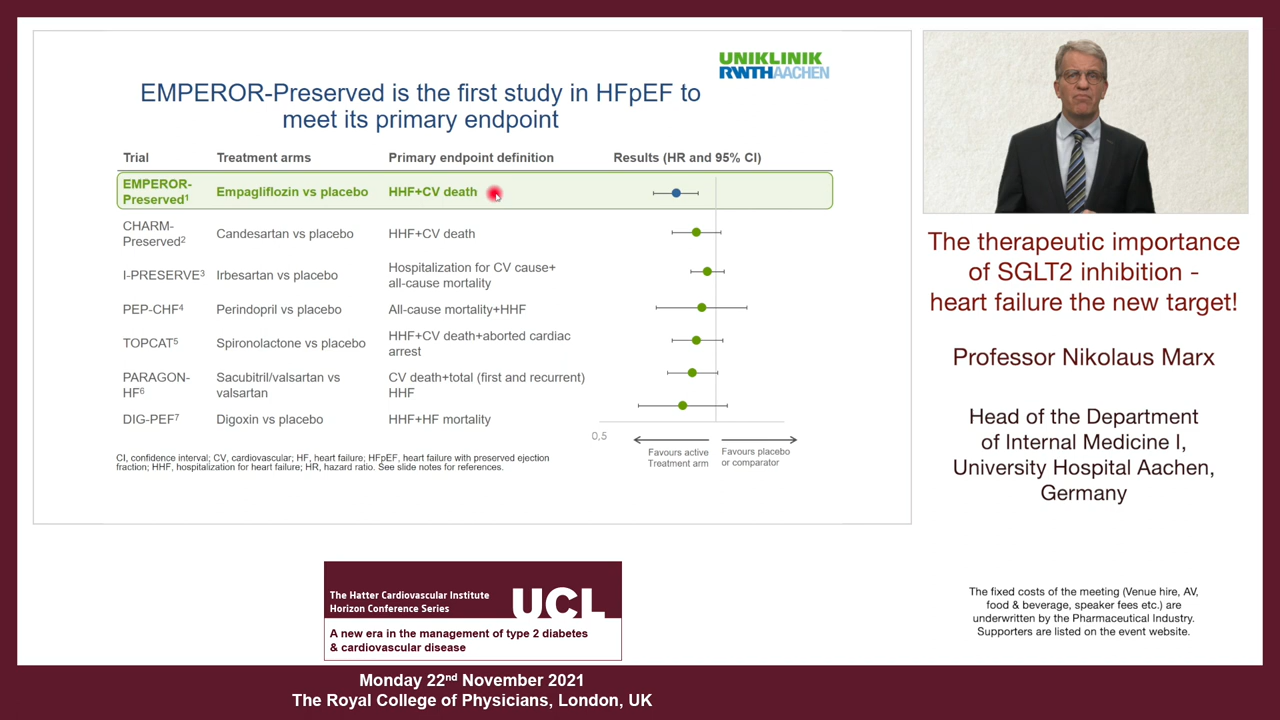 UNIKLINIK
RWTHAACHEN
EMPEROR-Preserved is the first study in HFpEF to
meet its primary endpoint
Trial Treatment arms Primary endpoint definition Results (HR and 95% CI)
EMPEROR-
Preserved¹ Empagliflozin vs placebo HHF+CV death
CHARM-
Preserved² Candesartan vs placebo HHF+CV death
I-PRESERVE³ Irbesartan vs placebo Hospitalization for CV cause+
all-cause mortality
PEP-CHF⁴ Perindopril vs placebo All-cause mortality+HHF
TOPCAT⁵ Spironolactone vs placebo HHF+CV death+aborted cardiac
arrest
PARAGON-
HF⁶ Sacubitril/valsartan vs
valsartan CV death+total (first and recurrent)
HHF
DIG-PEF⁷ Digoxin vs placebo HHF+HF mortality
0,5
Favours active
Treatment arm
Favours placebo
or comparator
CI, confidence interval; CV, cardiovascular; HF, heart failure; HFpEF, heart failure with preserved ejection
fraction; HHF, hospitalization for heart failure; HR, hazard ratio. See slide notes for references.
The therapeutic importance
of SGLT2 inhibition -
heart failure the new target!
Professor Nikolaus Marx
Head of the Department
of Internal Medicine I,
University Hospital Aachen,
Germany
The fixed costs of the meeting (Venue hire, AV,
food & beverage, speaker fees etc.) are
underwritten by the Pharmaceutical Industry.
Supporters are listed on the event website.
The Hatter Cardiovascular Institute
Horizon Conference Series
UCL
A new era in the management of type 2 diabetes
& cardiovascular disease
Monday 22nd November 2021
The Royal College of Physicians, London, UK